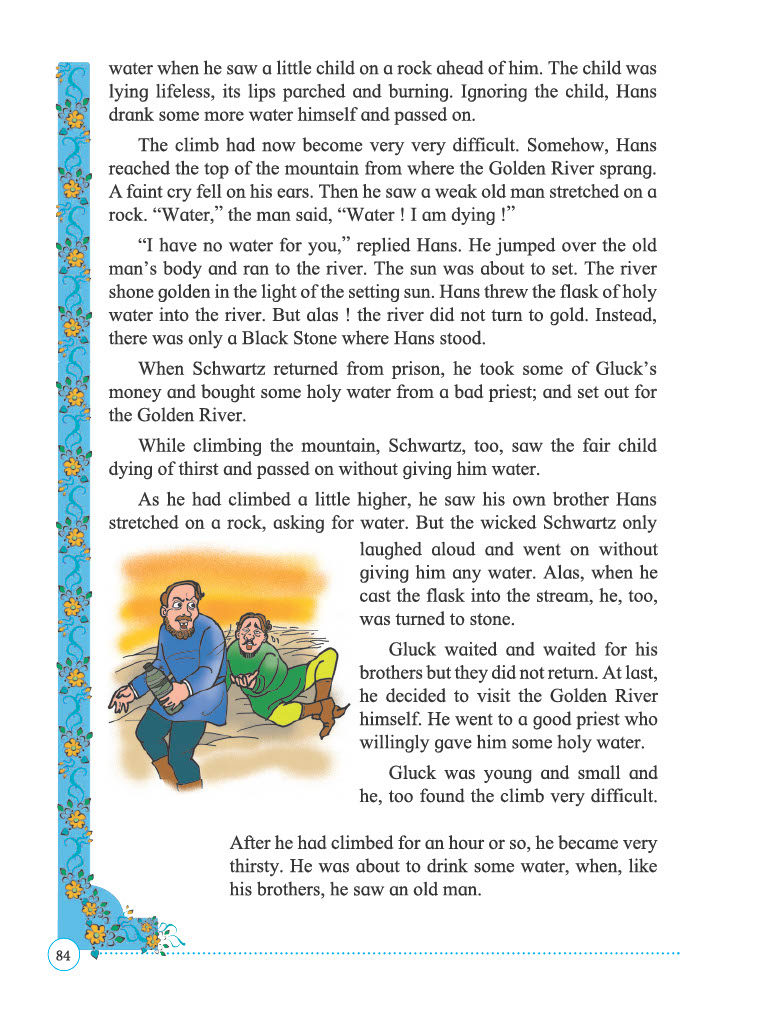 water when he saw a little child on a rock ahead of him. The child was
lying lifeless, its lips parched and burning. Ignoring the child, Hans
drank some more water himself and passed on.
The climb had now become very very difficult. Somehow, Hans
reached the top of the mountain from where the Golden River sprang.
A faint cry fell on his ears. Then he saw a weak old man stretched on a
rock. “Water,” the man said, “Water ! I am dying !”
“I have no water for you,” replied Hans. He jumped over the old
man’s body and ran to the river. The sun was about to set. The river
shone golden in the light of the setting sun. Hans threw the flask of holy
water into the river. But alas ! the river did not turn to gold. Instead,
there was only a Black Stone where Hans stood.
When Schwartz returned from prison, he took some of Gluck’s
money and bought some holy water from a bad priest; and set out for
the Golden River.
While climbing the mountain, Schwartz, too, saw the fair child
dying of thirst and passed on without giving him water.
As he had climbed a little higher, he saw his own brother Hans
stretched on a rock, asking for water. But the wicked Schwartz only
laughed aloud and went on without
giving him any water. Alas, when he
cast the flask into the stream, he, too,
was turned to stone.
Gluck waited and waited for his
brothers but they did not return. At last,
he decided to visit the Golden River
himself. He went to a good priest who
willingly gave him some holy water.
Gluck was young and small and
he, too found the climb very difficult.
After he had climbed for an hour or so, he became very
thirsty. He was about to drink some water, when, like
his brothers, he saw an old man.
84